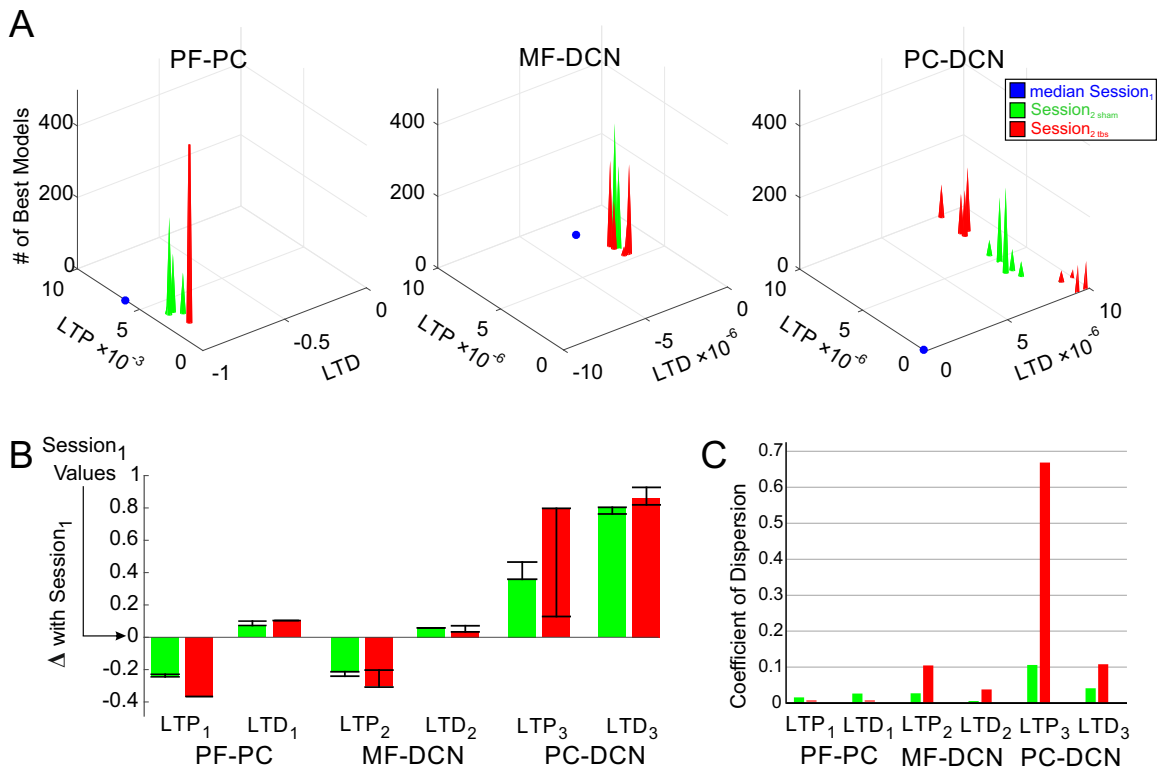 A
PF-PC
MF-DCN
PC-DCN
median Session₁
Session₂ sham
Session₂ tbs
# of Best Models
400
200
0
10
5
0
LTP ×10⁻³
-1
-0.5
0
LTD
400
200
0
10
5
0
LTP ×10⁻⁶
-10
-5
0
LTD ×10⁻⁶
400
200
0
10
5
0
LTP ×10⁻⁶
0
5
10
LTD ×10⁻⁶
B
Session₁
Values
Δ with Session₁
1
0.8
0.6
0.4
0.2
0
-0.2
-0.4
LTP₁ LTD₁ LTP₂ LTD₂ LTP₃ LTD₃
PF-PC MF-DCN PC-DCN
C
Coefficient of Dispersion
0.7
0.6
0.5
0.4
0.3
0.2
0.1
0
LTP₁ LTD₁ LTP₂ LTD₂ LTP₃ LTD₃
PF-PC MF-DCN PC-DCN